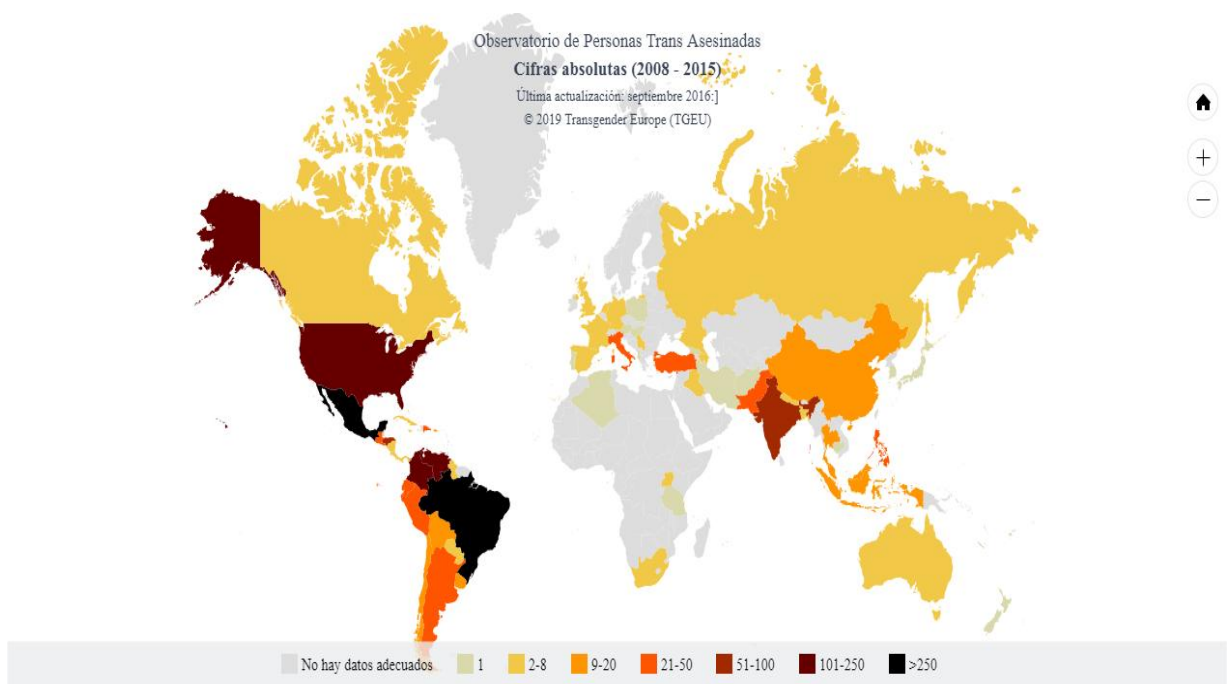 Observatorio de Personas Trans Asesinadas
Cifras absolutas (2008 - 2015)
Última actualización: septiembre 2016:]
© 2019 Transgender Europe (TGEU)
No hay datos adecuados 1 2-8 9-20 21-50 51-100 101-250 >250